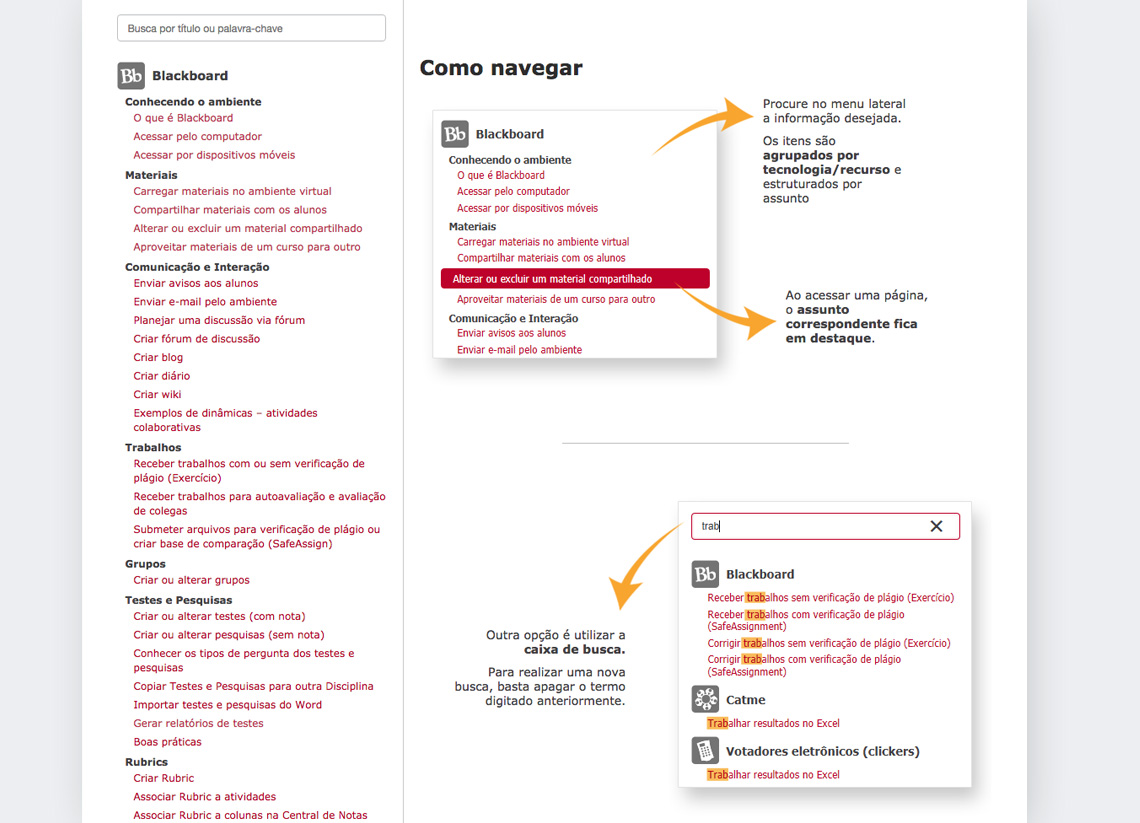 Busca por título ou palavra-chave
Bb Blackboard
Conhecendo o ambiente
O que é Blackboard
Acessar pelo computador
Acessar por dispositivos móveis
Materiais
Carregar materiais no ambiente virtual
Compartilhar materiais com os alunos
Alterar ou excluir um material compartilhado
Aproveitar materiais de um curso para outro
Comunicação e Interação
Enviar avisos aos alunos
Enviar e-mail pelo ambiente
Planejar uma discussão via fórum
Criar fórum de discussão
Criar blog
Criar diário
Criar wiki
Exemplos de dinâmicas – atividades
colaborativas
Trabalhos
Receber trabalhos com ou sem verificação de
plágio (Exercício)
Receber trabalhos para autoavaliação e avaliação
de colegas
Submeter arquivos para verificação de plágio ou
criar base de comparação (SafeAssign)
Grupos
Criar ou alterar grupos
Testes e Pesquisas
Criar ou alterar testes (com nota)
Criar ou alterar pesquisas (sem nota)
Conhecer os tipos de pergunta dos testes e
pesquisas
Copiar Testes e Pesquisas para outra Disciplina
Importar testes e pesquisas do Word
Gerar relatórios de testes
Boas práticas
Rubrics
Criar Rubric
Associar Rubric a atividades
Associar Rubric a colunas na Central de Notas
Como navegar
Bb Blackboard
Conhecendo o ambiente
O que é Blackboard
Acessar pelo computador
Acessar por dispositivos móveis
Materiais
Carregar materiais no ambiente virtual
Compartilhar materiais com os alunos
Alterar ou excluir um material compartilhado
Aproveitar materiais de um curso para outro
Comunicação e Interação
Enviar avisos aos alunos
Enviar e-mail pelo ambiente
Procure no menu lateral
a informação desejada.
Os itens são
agrupados por
tecnologia/recurso e
estruturados por
assunto
Ao acessar uma página,
o assunto
correspondente fica
em destaque.
Outra opção é utilizar a
caixa de busca.
Para realizar uma nova
busca, basta apagar o termo
digitado anteriormente.
trab
Bb Blackboard
Receber trabalhos sem verificação de plágio (Exercício)
Receber trabalhos com verificação de plágio
(SafeAssignment)
Corrigir trabalhos sem verificação de plágio (Exercício)
Corrigir trabalhos com verificação de plágio
(SafeAssignment)
Catme
Trabalhar resultados no Excel
Votadores eletrônicos (clickers)
Trabalhar resultados no Excel